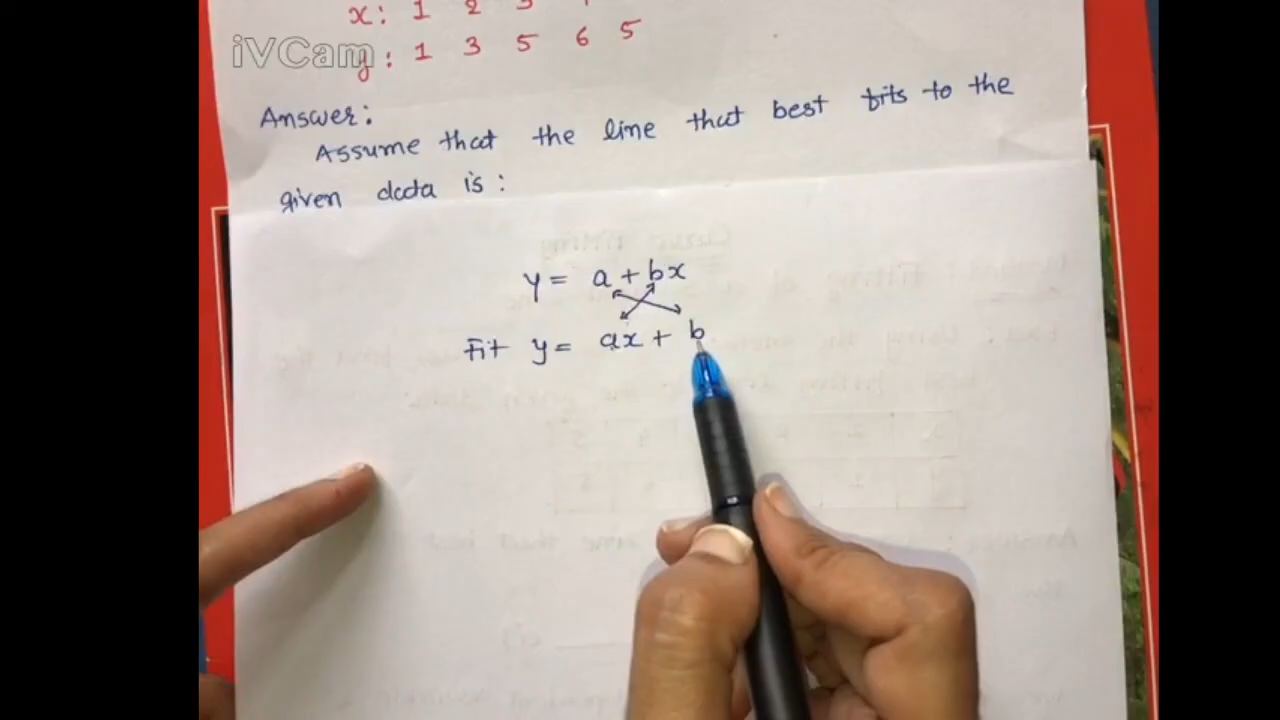 x: 1 2 3
iVCam
y: 1 3 5 6 5
Answer:
Assume that the line that best fits to the
given data is:
y = a + bx
Fit y = ax + b